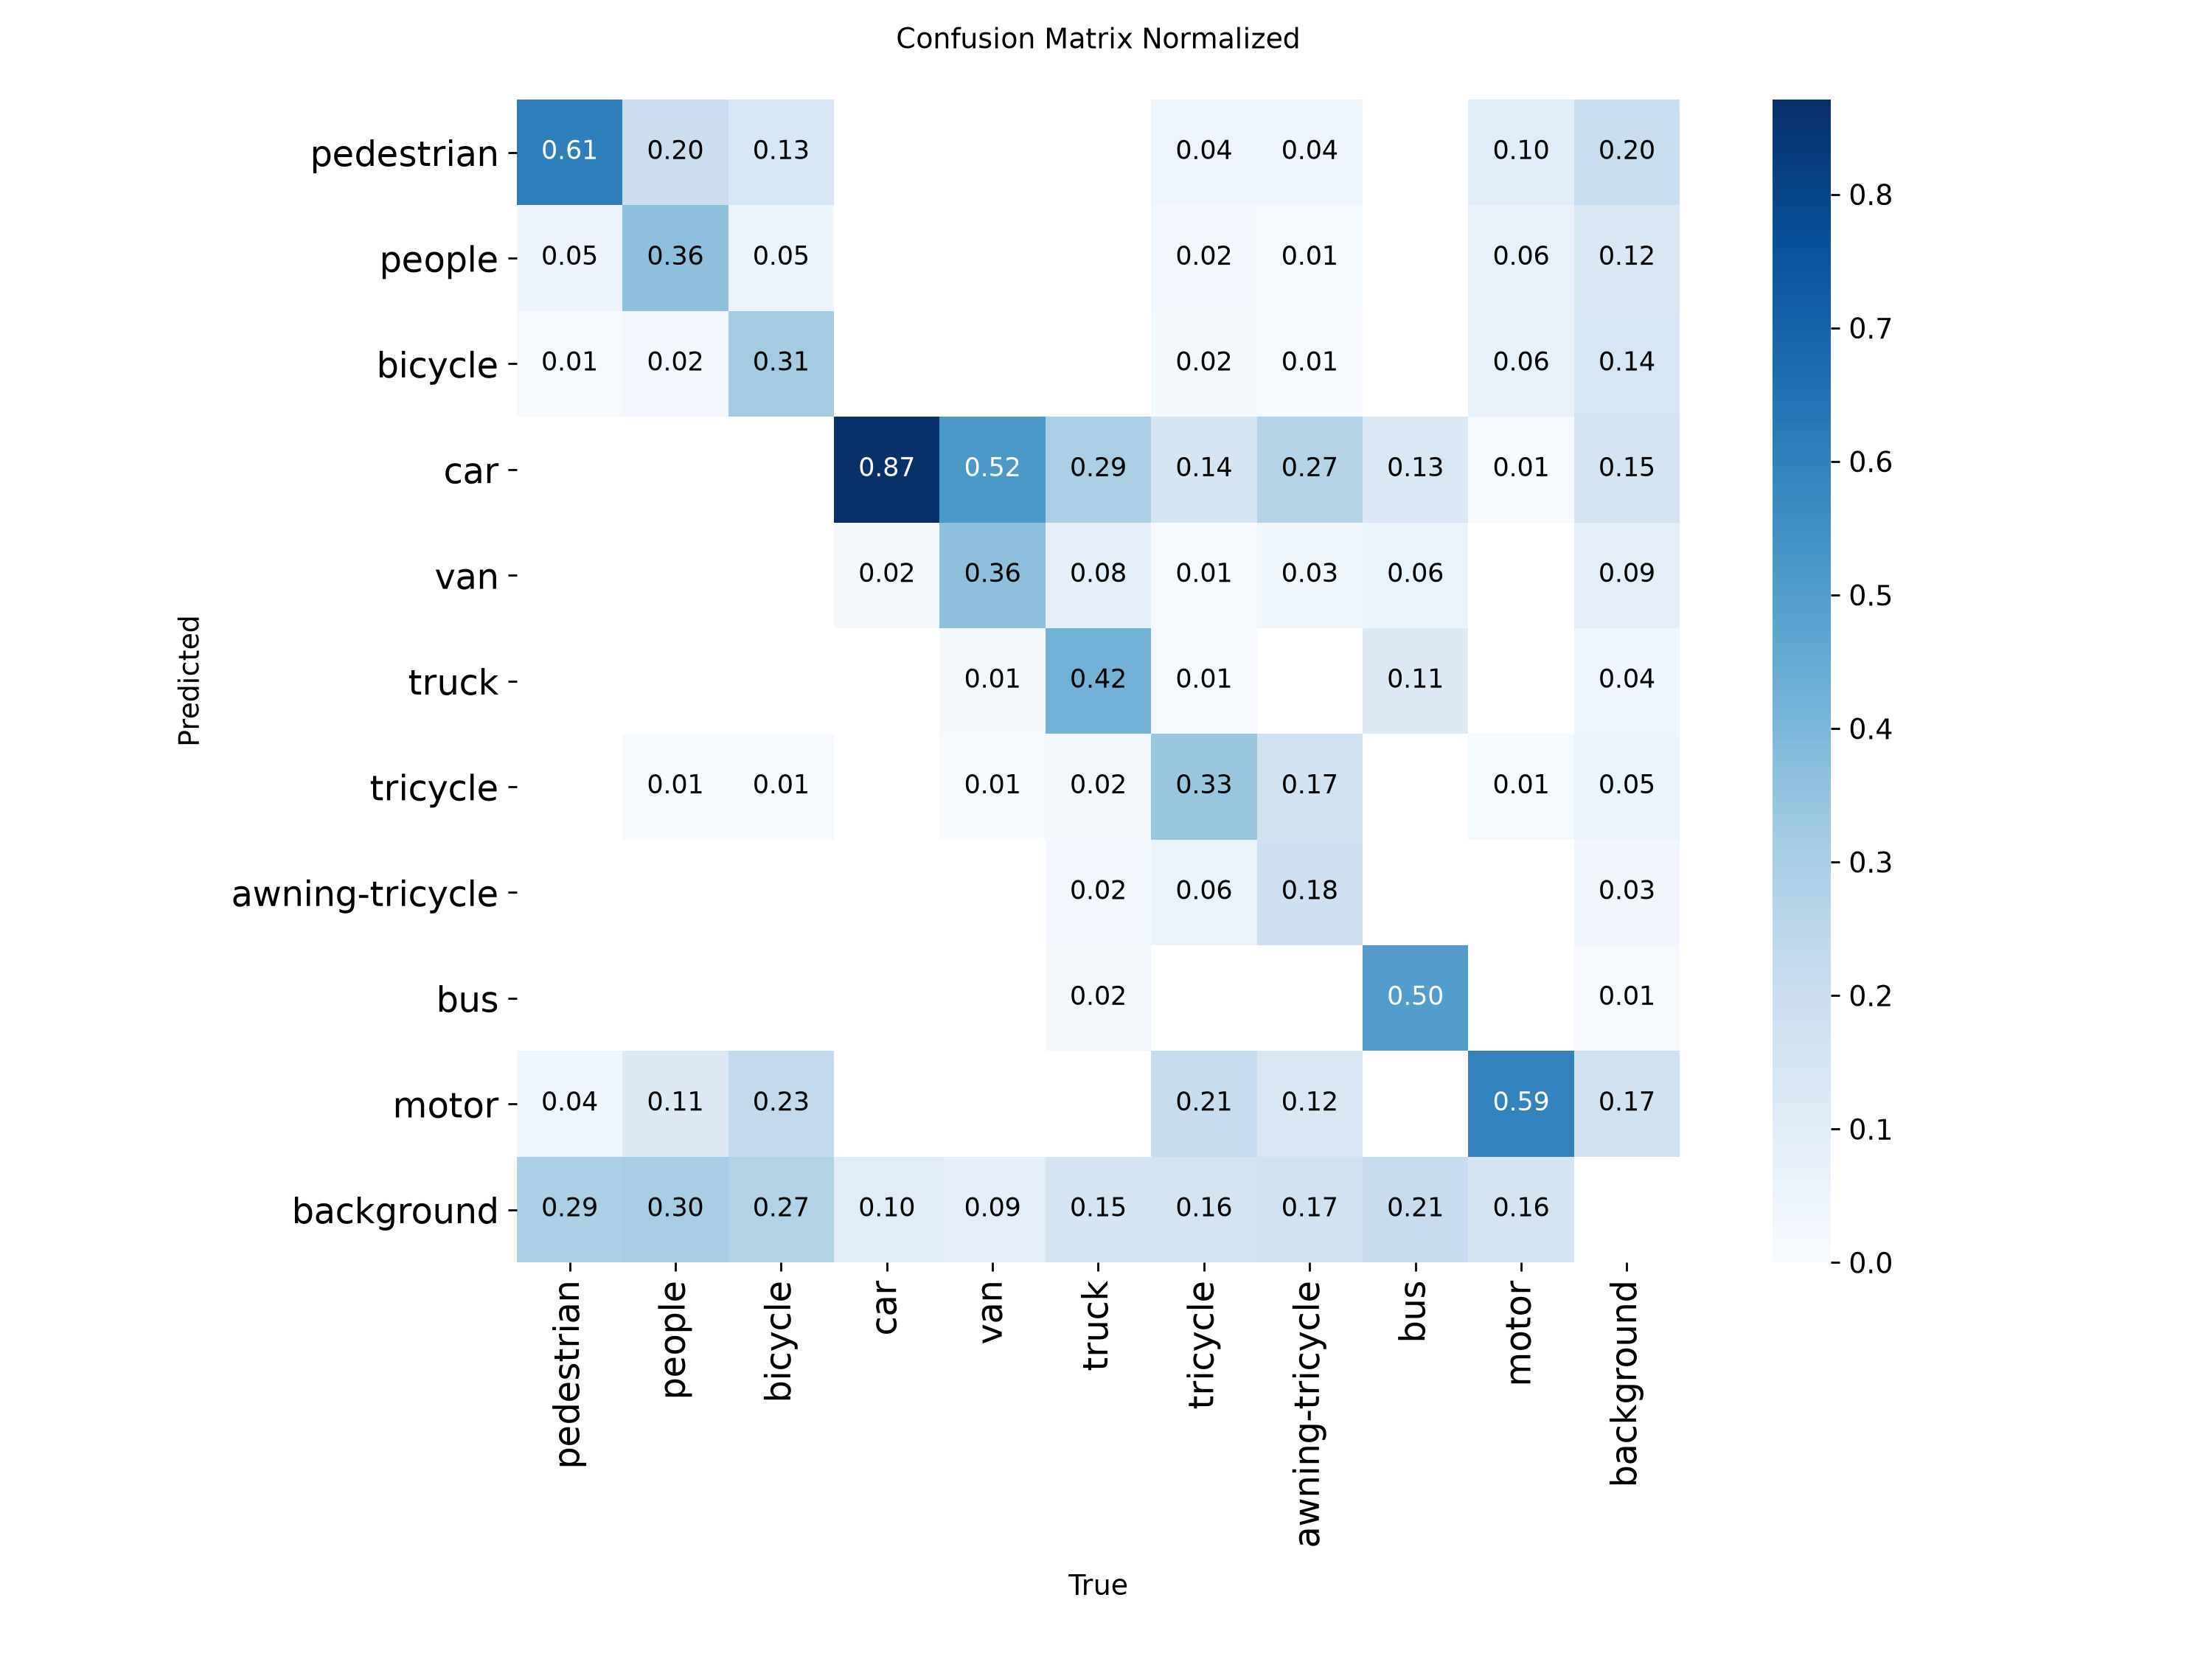 Confusion Matrix Normalized
pedestrian 0.61 0.20 0.13 0.04 0.04 0.10 0.20
people 0.05 0.36 0.05 0.02 0.01 0.06 0.12
bicycle 0.01 0.02 0.31 0.02 0.01 0.06 0.14
car 0.87 0.52 0.29 0.14 0.27 0.13 0.01 0.15
van 0.02 0.36 0.08 0.01 0.03 0.06 0.09
truck 0.01 0.42 0.01 0.11 0.04
tricycle 0.01 0.01 0.01 0.02 0.33 0.17 0.01 0.05
awning-tricycle 0.02 0.06 0.18 0.03
bus 0.02 0.50 0.01
motor 0.04 0.11 0.23 0.21 0.12 0.59 0.17
background 0.29 0.30 0.27 0.10 0.09 0.15 0.16 0.17 0.21 0.16
Predicted
pedestrian
people
bicycle
car
van
truck
tricycle
awning-tricycle
bus
motor
background
True
0.8
0.7
0.6
0.5
0.4
0.3
0.2
0.1
0.0